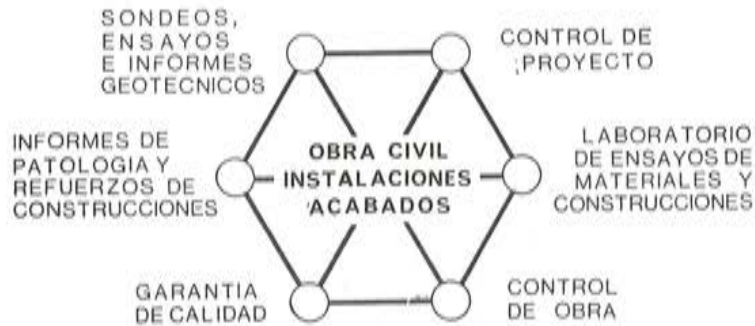 SONDEOS,
ENSAYOS
E INFORMES
GEOTECNICOS
CONTROL DE
PROYECTO
INFORMES DE
PATOLOGIA Y
REFUERZOS DE
CONSTRUCCIONES
OBRA CIVIL
INSTALACIONES
ACABADOS
LABORATORIO
DE ENSAYOS DE
MATERIALES Y
CONSTRUCCIONES
GARANTIA
DE CALIDAD
CONTROL
DE OBRA